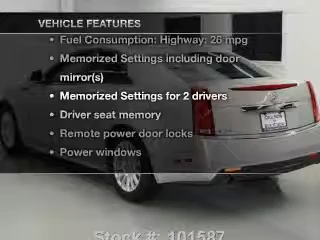 VEHICLE FEATURES
• Fuel Consumption: Highway: 26 mpg
• Memorized Settings including door
mirror(s)
• Memorized Settings for 2 drivers
• Driver seat memory
• Remote power door locks
• Power windows
Stock #: 101587